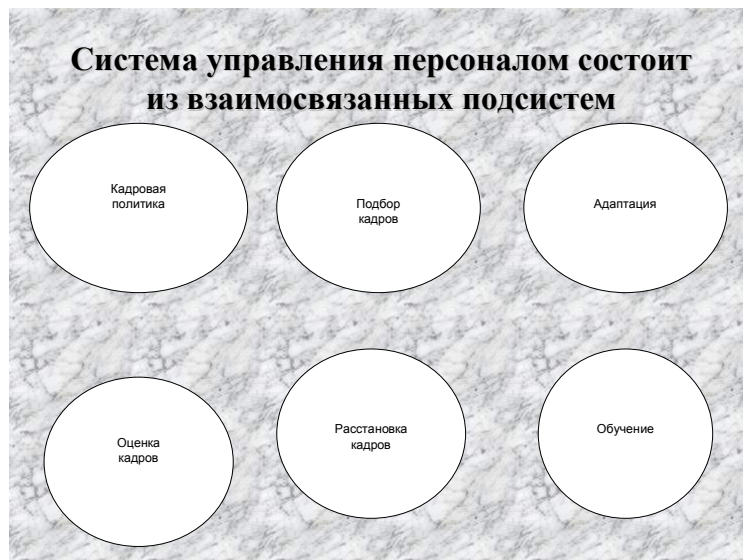 Система управления персоналом состоит
из взаимосвязанных подсистем
Кадровая
политика
Подбор
кадров
Адаптация
Оценка
кадров
Расстановка
кадров
Обучение